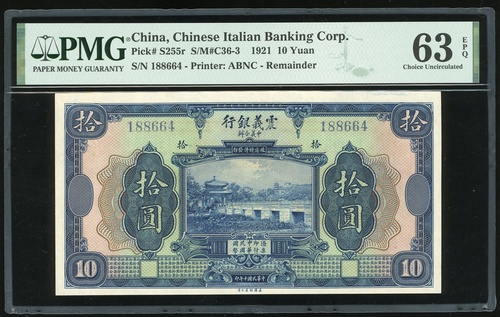 PMG
PAPER MONEY GUARANTY
China, Chinese Italian Banking Corp.
Pick# S255r S/M#C36-3 1921 10 Yuan
S/N 188664 - Printer: ABNC - Remainder
63 EPQ
Choice Uncirculated
行銀義震
拾 拾
188664 188664
拾 拾
拾圓 拾圓
10 10